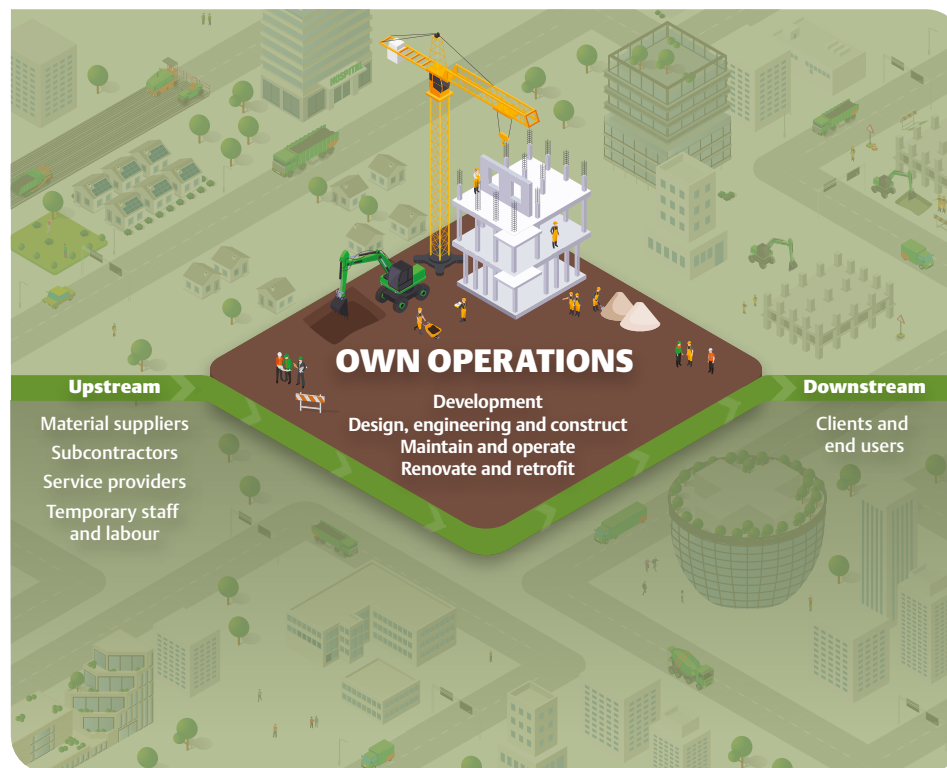 HOSPITAL
OWN OPERATIONS
Development
Design, engineering and construct
Maintain and operate
Renovate and retrofit
Upstream
Material suppliers
Subcontractors
Service providers
Temporary staff
and labour
Downstream
Clients and
end users